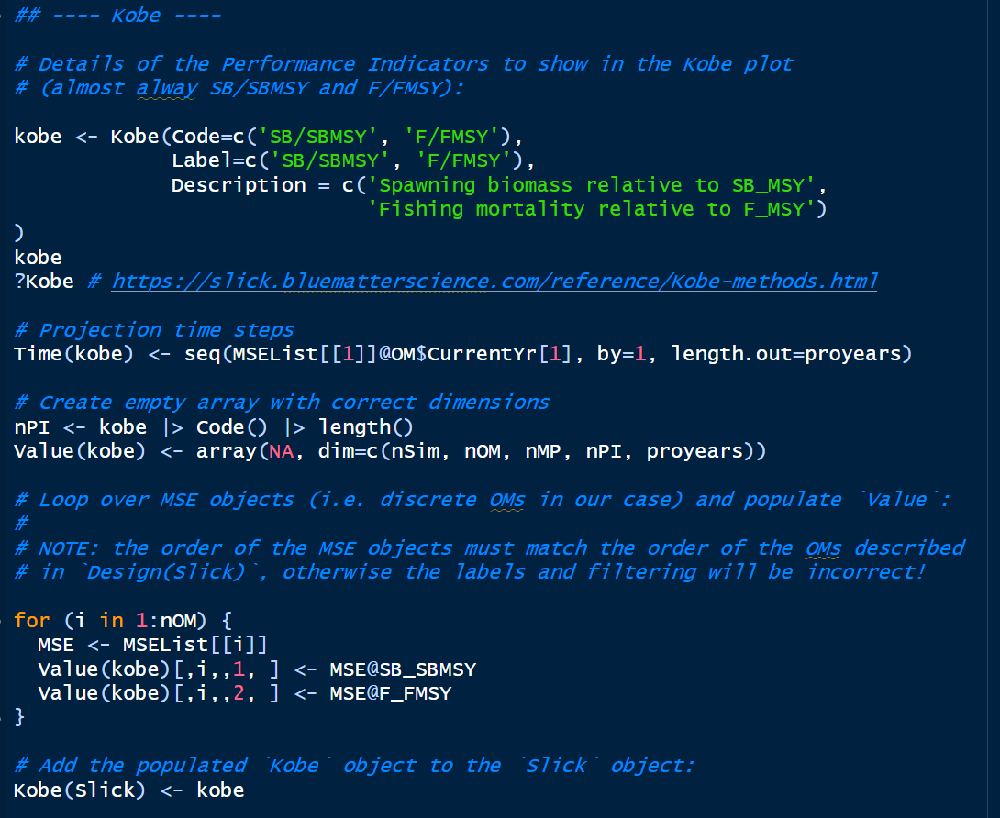 ## ---- Kobe ----
# Details of the Performance Indicators to show in the Kobe plot
# (almost alway SB/SBMSY and F/FMSY):
kobe <- Kobe(Code=c('SB/SBMSY', 'F/FMSY'),
             Label=c('SB/SBMSY', 'F/FMSY'),
             Description = c('Spawning biomass relative to SB_MSY',
                             'Fishing mortality relative to F_MSY')
)
kobe
?Kobe # https://slick.bluematterscience.com/reference/Kobe-methods.html
# Projection time steps
Time(kobe) <- seq(MSEList[[1]]@OM$CurrentYr[1], by=1, length.out=proyears)
# Create empty array with correct dimensions
nPI <- kobe |> Code() |> length()
Value(kobe) <- array(NA, dim=c(nSim, nOM, nMP, nPI, proyears))
# Loop over MSE objects (i.e. discrete OMs in our case) and populate `Value`:
#
# NOTE: the order of the MSE objects must match the order of the OMs described
# in `Design(Slick)`, otherwise the labels and filtering will be incorrect!
for (i in 1:nOM) {
  MSE <- MSEList[[i]]
  Value(kobe)[,i,,1, ] <- MSE@SB_SBMSY
  Value(kobe)[,i,,2, ] <- MSE@F_FMSY
}
# Add the populated `Kobe` object to the `Slick` object:
Kobe(Slick) <- kobe